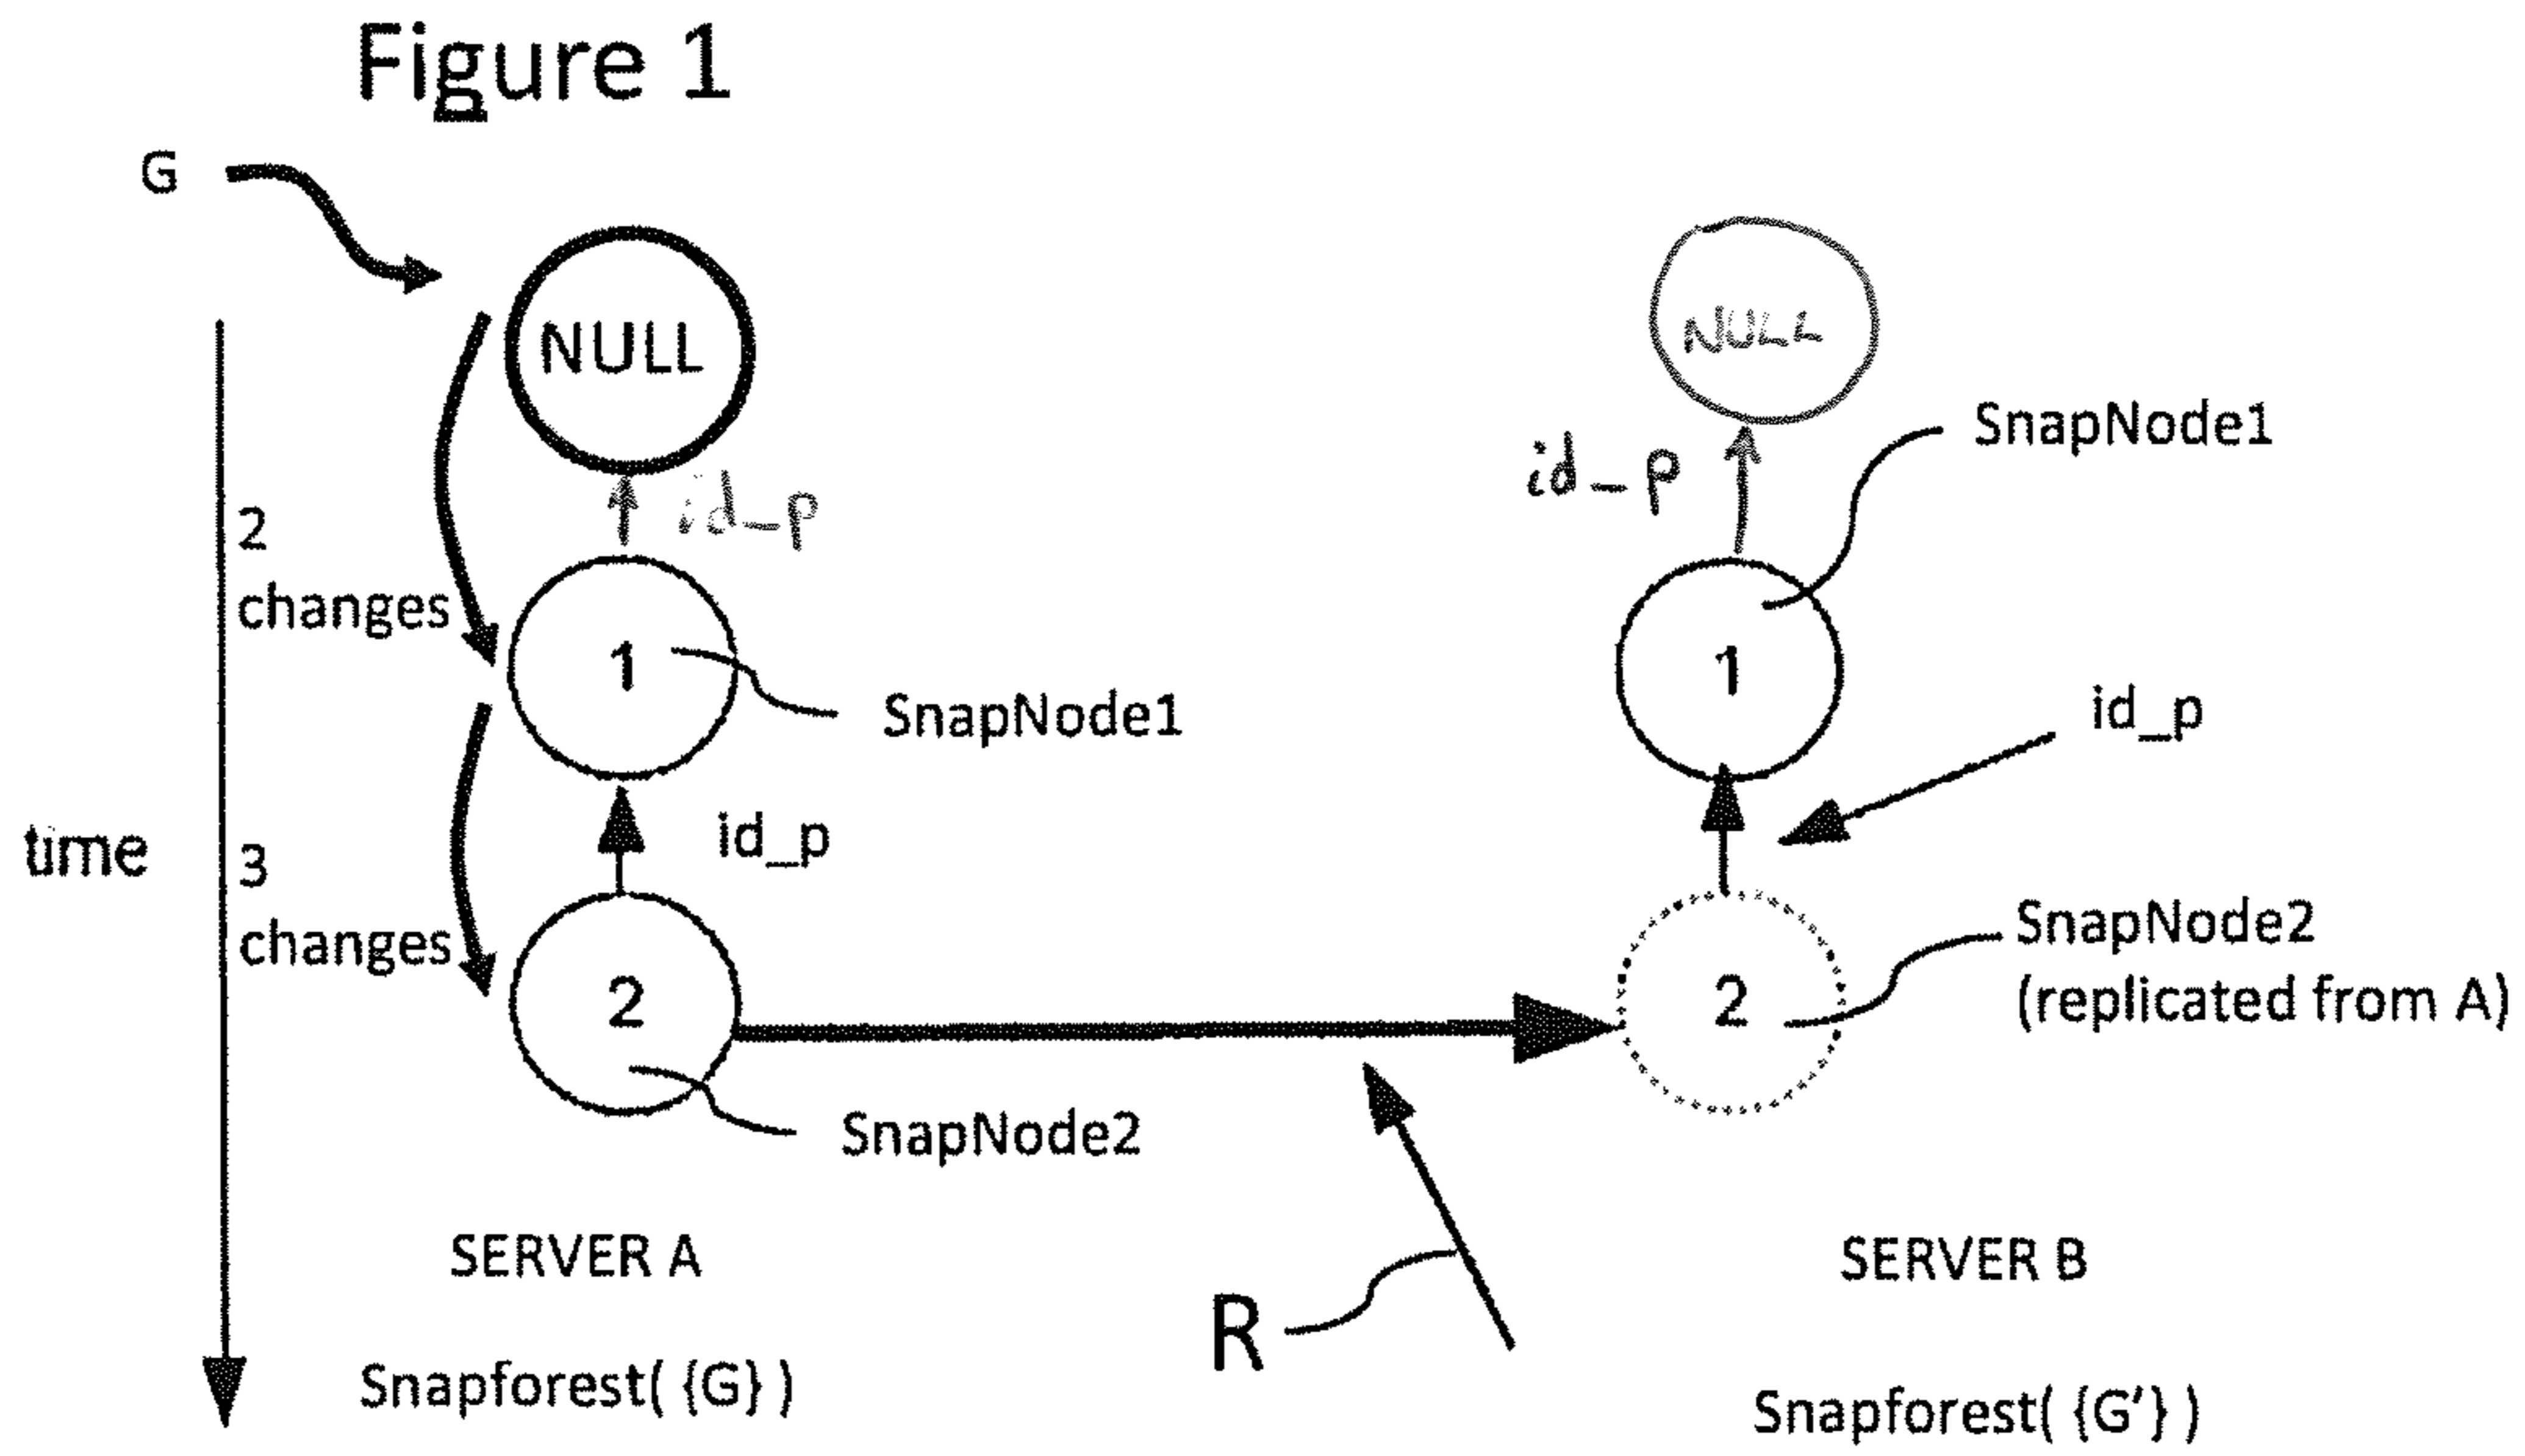 Figure 1
G
NULL
NULL
SnapNode1
id_p
id_p
2
changes
1
1
SnapNode1
id_p
id_p
time
3
changes
2
2
SnapNode2
(replicated from A)
SnapNode2
SERVER A
SERVER B
R
Snapforest( {G} )
Snapforest( {G'} )